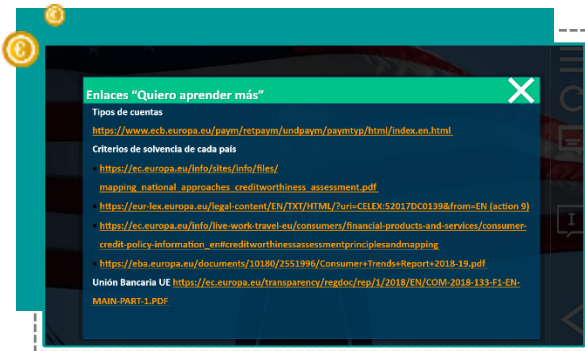 Enlaces “Quiero aprender más”
Tipos de cuentas
https://www.ecb.europa.eu/paym/retpaym/undpaym/paymtyp/html/index.en.html
Criterios de solvencia de cada país
• https://ec.europa.eu/info/sites/info/files/
mapping_national_approaches_creditworthiness_assessment.pdf
• https://eur-lex.europa.eu/legal-content/EN/TXT/HTML/?uri=CELEX:52017DC0139&from=EN (action 9)
• https://ec.europa.eu/info/live-work-travel-eu/consumers/financial-products-and-services/consumer-
credit-policy-information_en#creditworthinessassessmentprinciplesandmapping
• https://eba.europa.eu/documents/10180/2551996/Consumer+Trends+Report+2018-19.pdf
Unión Bancaria UE https://ec.europa.eu/transparency/regdoc/rep/1/2018/EN/COM-2018-133-F1-EN-
MAIN-PART-1.PDF